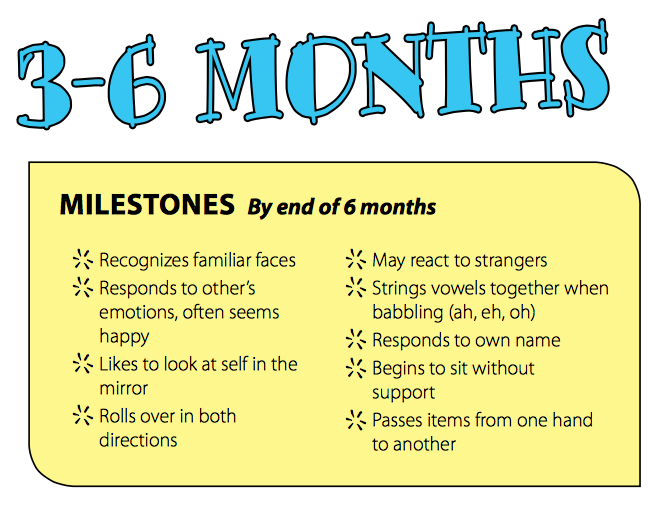 3-6 MONTHS
MILESTONES By end of 6 months
Recognizes familiar faces
Responds to other's
emotions, often seems
happy
Likes to look at self in the
mirror
Rolls over in both
directions
May react to strangers
Strings vowels together when
babbling (ah, eh, oh)
Responds to own name
Begins to sit without
support
Passes items from one hand
to another